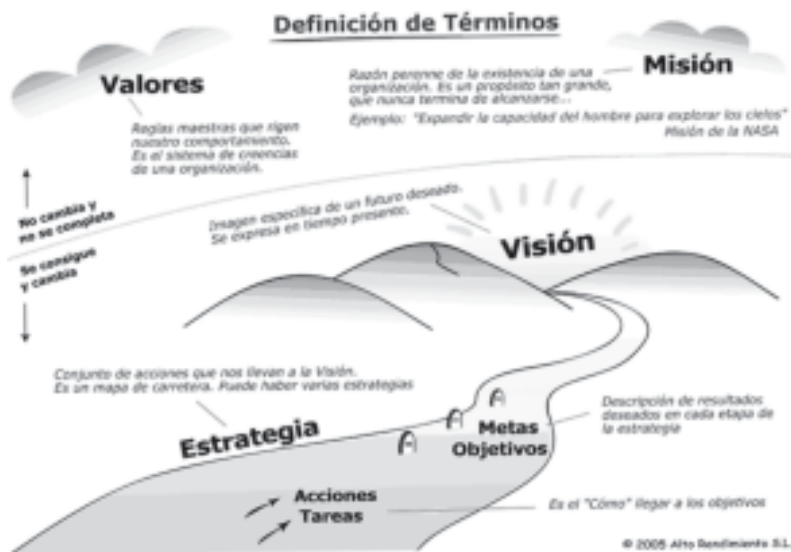 Definición de Términos
Valores
Reglas maestras que rigen
nuestro comportamiento.
Es el sistema de creencias
de una organización.
Misión
Razón perenne de la existencia de una
organización. Es un propósito tan grande,
que nunca termina de alcanzarse...
Ejemplo: "Expandir la capacidad del hombre para explorar los cielos"
Misión de la NASA
No cambia y
no se completa
Se consigue
y cambia
Imagen específica de un futuro deseado.
Se expresa en tiempo presente.
Visión
Conjunto de acciones que nos llevan a la Visión.
Es un mapa de carretera. Puede haber varias estrategias
Estrategia
Metas
Objetivos
Descripción de resultados
deseados en cada etapa de
la estrategia
Acciones
Tareas
Es el "Cómo" llegar a los objetivos
© 2005 Alto Rendimiento S.L.